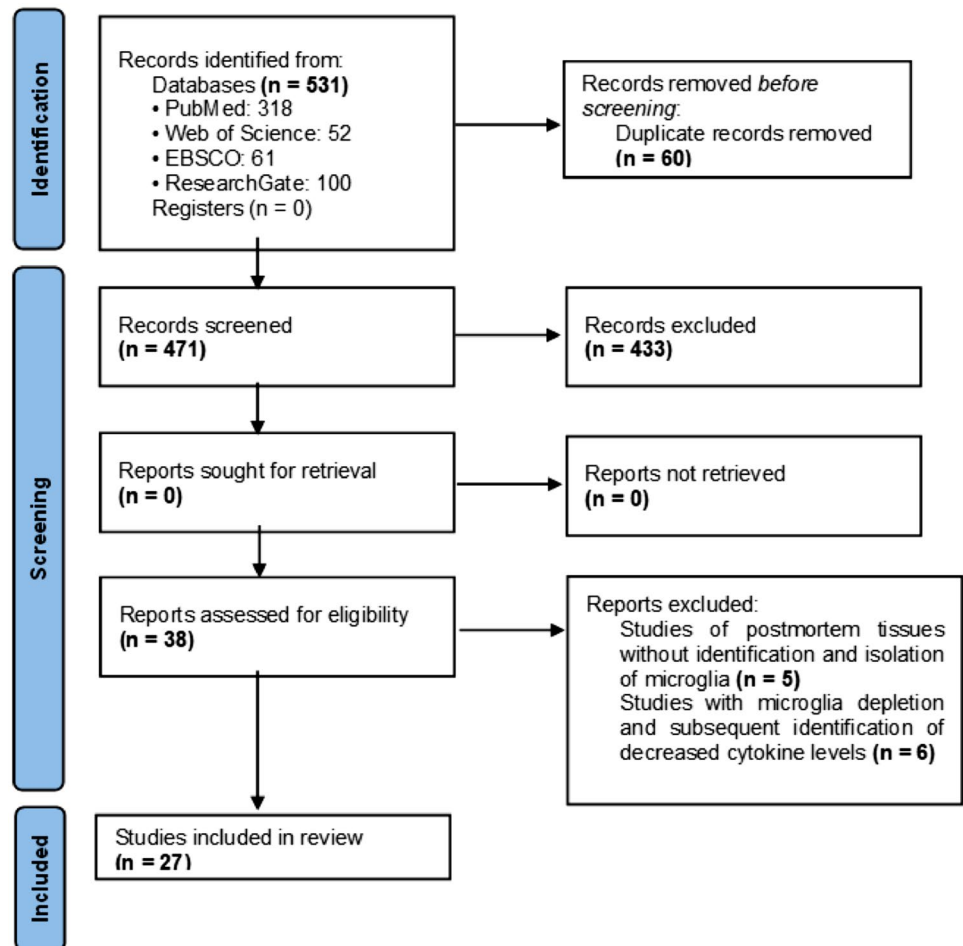 Identification
Records identified from:
Databases (n = 531)
• PubMed: 318
• Web of Science: 52
• EBSCO: 61
• ResearchGate: 100
Registers (n = 0)
Records removed before
screening:
Duplicate records removed
(n = 60)
Screening
Records screened
(n = 471)
Records excluded
(n = 433)
Reports sought for retrieval
(n = 0)
Reports not retrieved
(n = 0)
Reports assessed for eligibility
(n = 38)
Reports excluded:
Studies of postmortem tissues
without identification and isolation
of microglia (n = 5)
Studies with microglia depletion
and subsequent identification of
decreased cytokine levels (n = 6)
Included
Studies included in review
(n = 27)